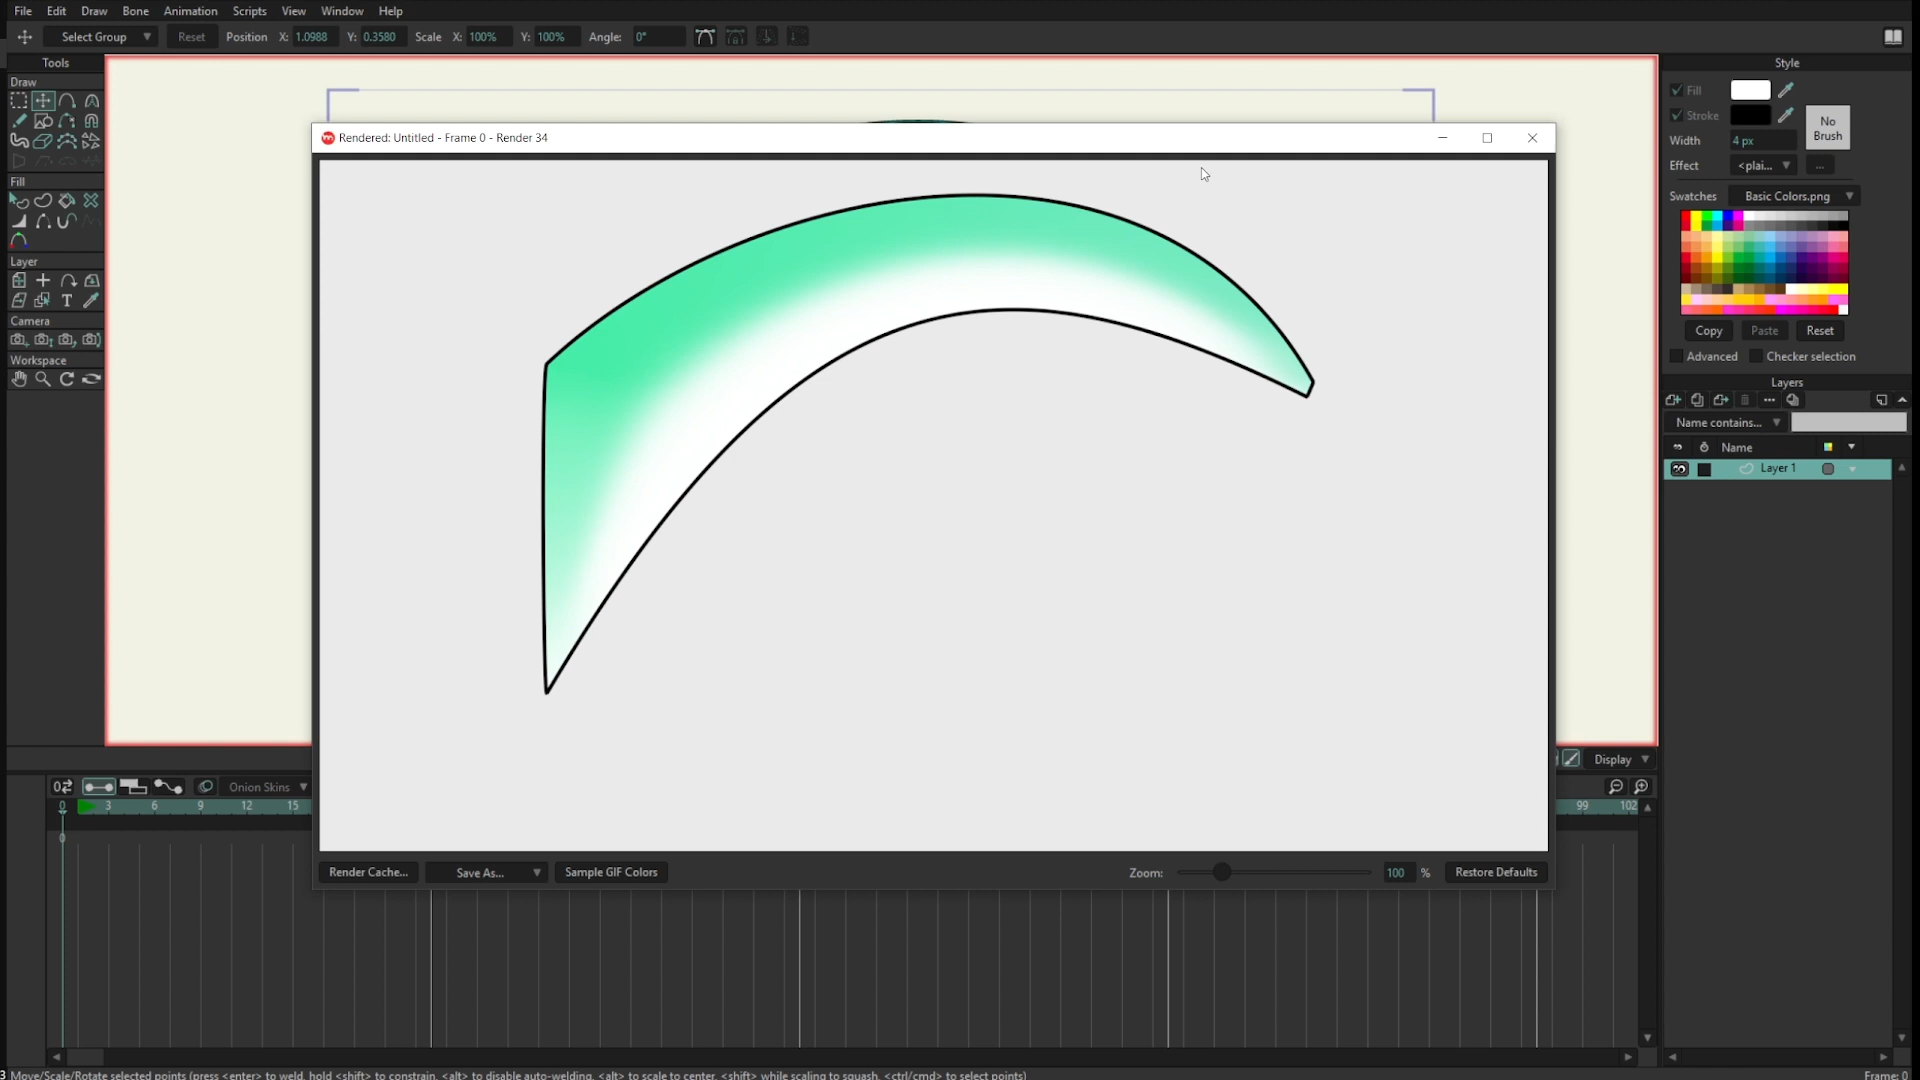 File Edit Draw Bone Animation Scripts View Window Help
Select Group Reset Position X: 1.0988 Y: 0.3580 Scale X: 100% Y: 100% Angle: 0°
Tools
Draw
Fill
Layer
Camera
Workspace
Rendered: Untitled - Frame 0 - Render 34
Render Cache... Save As... Sample GIF Colors Zoom: 100 % Restore Defaults
Style
Fill
Stroke
No Brush
Width 4 px
Effect <plai... ...
Swatches Basic Colors.png
Copy Paste Reset
Advanced Checker selection
Layers
Name contains...
Name
Layer 1
Display
Onion Skins
0 3 6 9 12 15 99 102
0
3 Move/Scale/Rotate selected points (press <enter> to weld, hold <shift> to constrain, <alt> to disable auto-welding, <alt> to scale to center, <shift> while scaling to squash, <ctrl/cmd> to select points)
Frame: 0